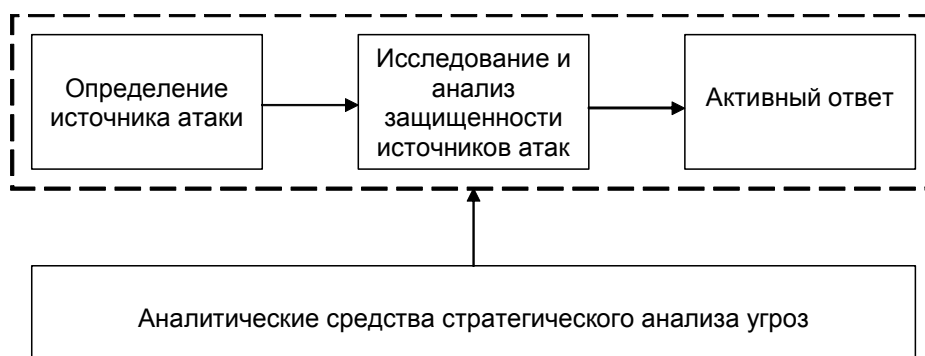 Определение
источника атаки
Исследование и
анализ
защищенности
источников атак
Активный ответ
Аналитические средства стратегического анализа угроз